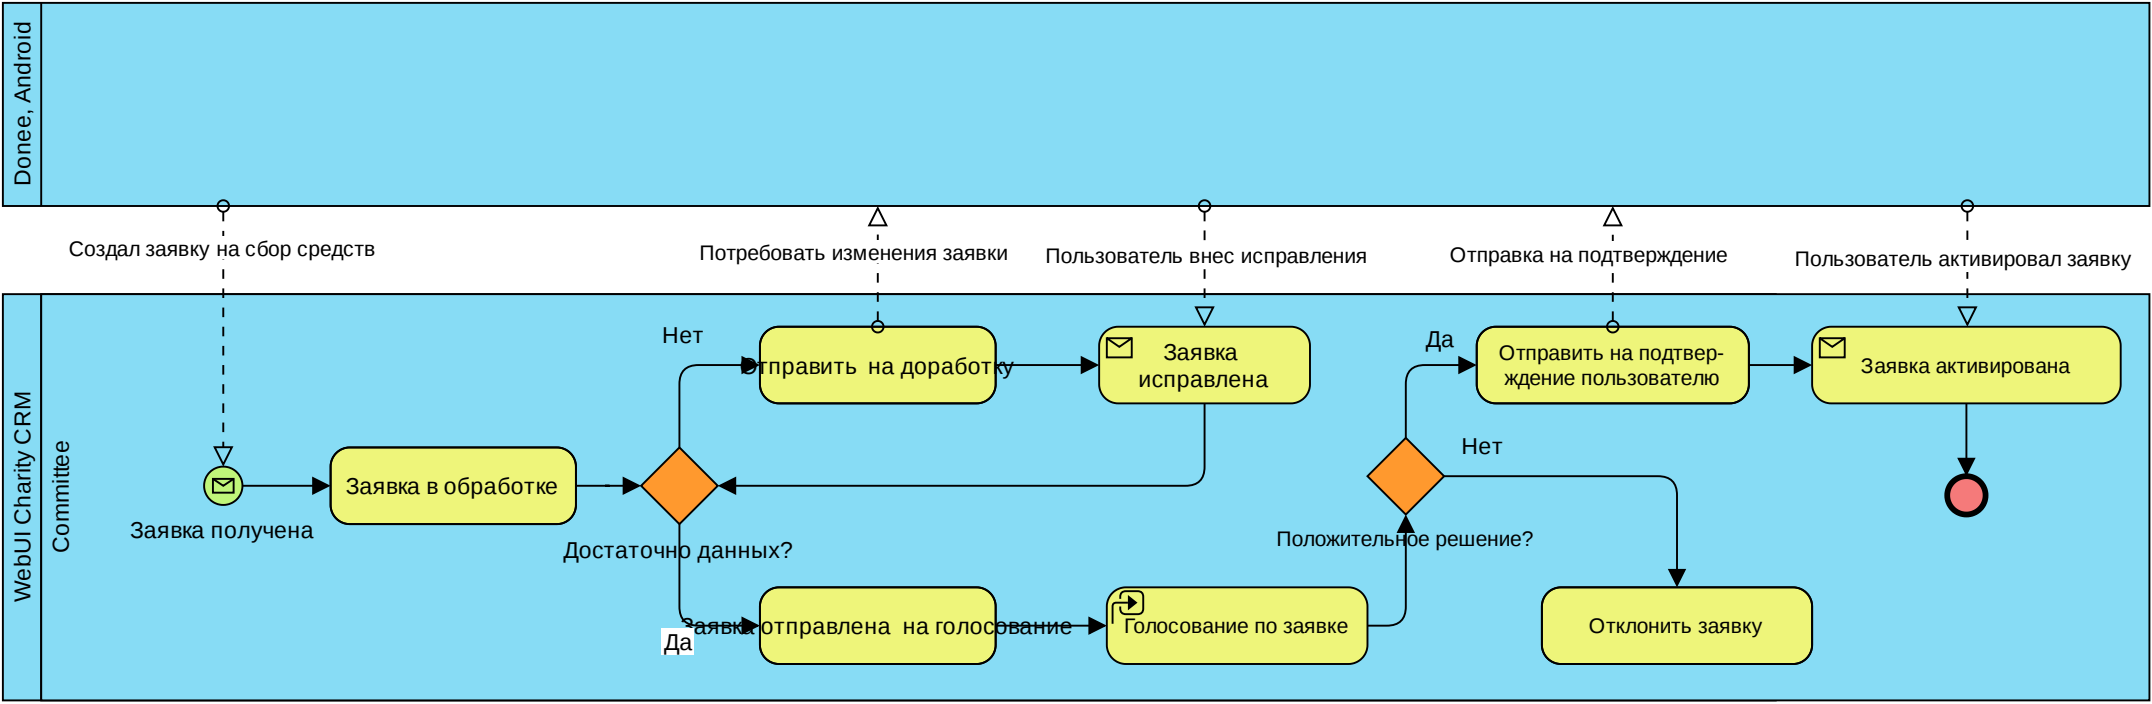 Donee, Android
Создал заявку на сбор средств
Потребовать изменения заявки
Пользователь внес исправления
Отправка на подтверждение
Пользователь активировал заявку
WebUI Charity CRM
Committee
Заявка получена
Заявка в обработке
Достаточно данных?
Нет
Отправить на доработку
Заявка
исправлена
Да
Заявка отправлена на голосование
Голосование по заявке
Положительное решение?
Да
Отправить на подтвер-
ждение пользователю
Заявка активирована
Нет
Отклонить заявку